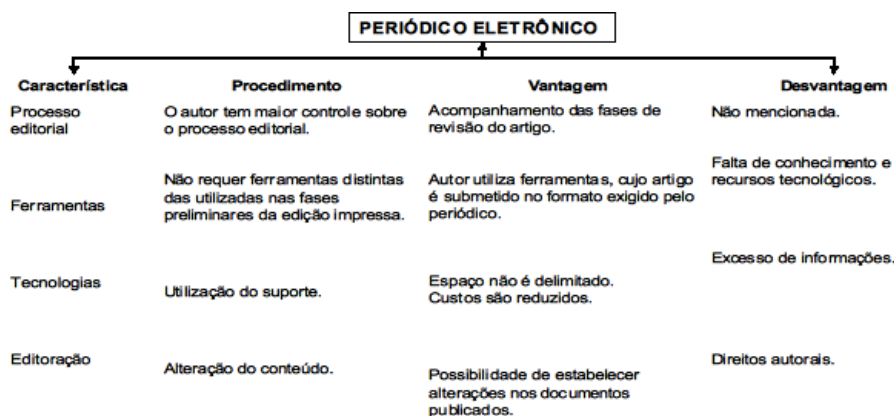 PERIÓDICO ELETRÔNICO
Característica
Procedimento
Vantagem
Desvantagem
Processo
editorial
O autor tem maior controle sobre
o processo editorial.
Acompanhamento das fases de
revisão do artigo.
Não mencionada.
Ferramentas
Não requer ferramentas distintas
das utilizadas nas fases
preliminares da edição impressa.
Autor utiliza ferramentas, cujo artigo
é submetido no formato exigido pelo
periódico.
Falta de conhecimento e
recursos tecnológicos.
Tecnologias
Utilização do suporte.
Espaço não é delimitado.
Custos são reduzidos.
Excesso de informações.
Editoração
Alteração do conteúdo.
Possibilidade de estabelecer
alterações nos documentos
publicados.
Direitos autorais.